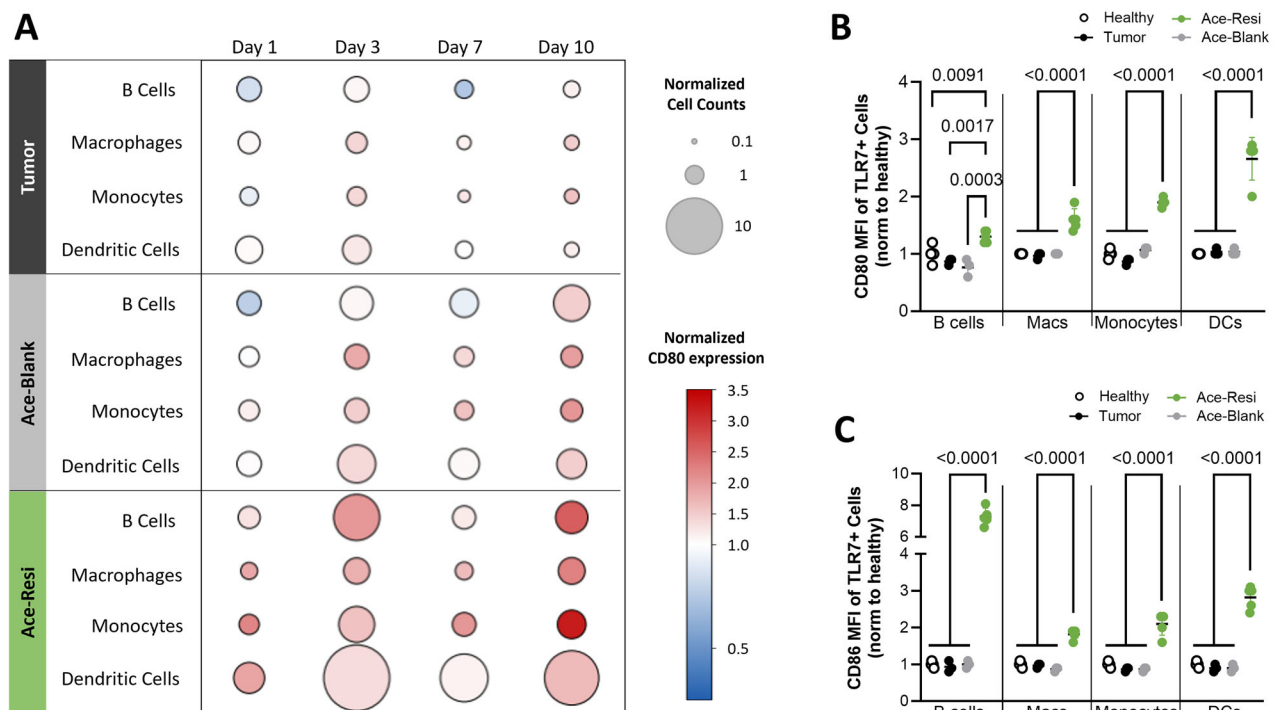 A
Day 1 Day 3 Day 7 Day 10
Tumor
B Cells
Macrophages
Monocytes
Dendritic Cells
Ace-Blank
B Cells
Macrophages
Monocytes
Dendritic Cells
Ace-Resi
B Cells
Macrophages
Monocytes
Dendritic Cells
Normalized
Cell Counts
0.1
1
10
Normalized
CD80 expression
3.5
3.0
2.5
2.0
1.5
1.0
0.5
B
Healthy Ace-Resi
Tumor Ace-Blank
CD80 MFI of TLR7+ Cells
(norm to healthy)
4
3
2
1
0
0.0091 <0.0001 <0.0001 <0.0001
0.0017
0.0003
B cells Macs Monocytes DCs
C
Healthy Ace-Resi
Tumor Ace-Blank
CD86 MFI of TLR7+ Cells
(norm to healthy)
10
8
6
4
3
2
1
0
<0.0001 <0.0001 <0.0001 <0.0001
B cells Macs Monocytes DCs